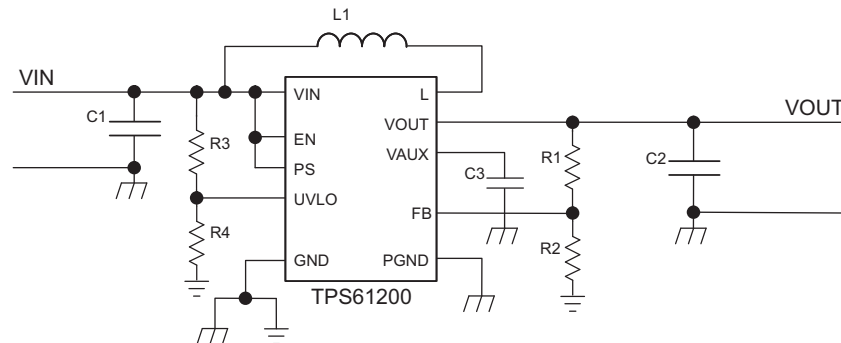 L1
VIN
VIN
L
C1
VOUT
VOUT
EN
R3
VAUX
R1
C2
PS
C3
UVLO
FB
R4
R2
GND
PGND
TPS61200